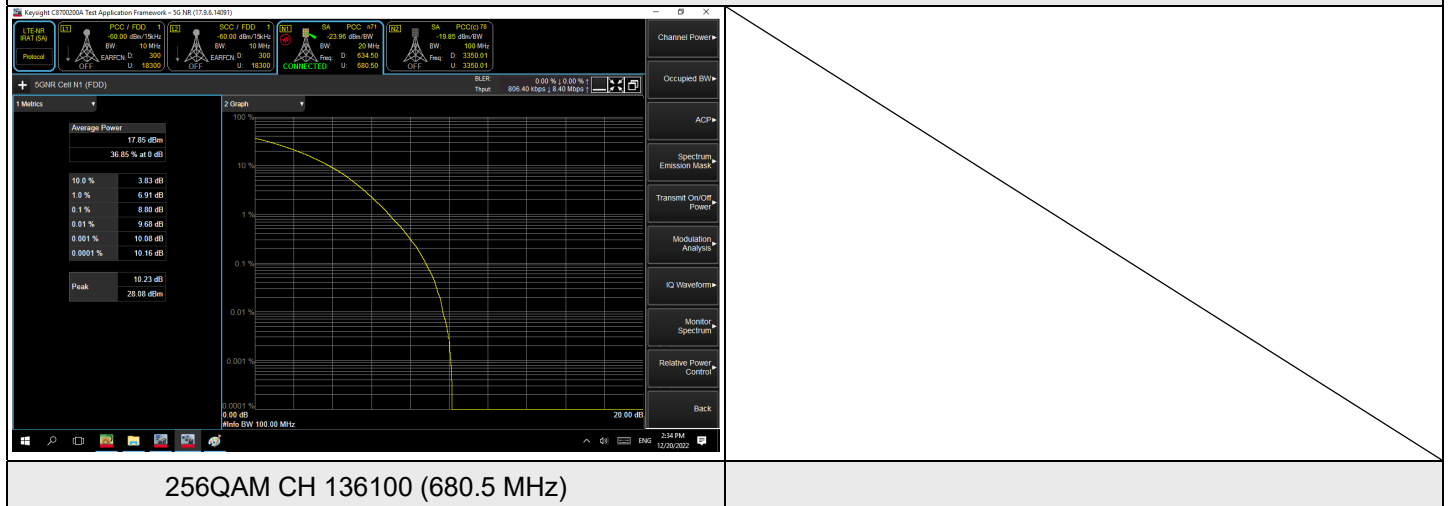 Keysight C8700200A Test Application Framework – 5G NR (17.9.6.14091)
LTE-NR
IRAT (SA)
Protocol
L1 PCC / FDD 1
-60.00 dBm/15kHz
BW: 10 MHz
EARFCN: D: 300
OFF U: 18300
L2 SCC / FDD 1
-60.00 dBm/15kHz
BW: 10 MHz
EARFCN: D: 300
OFF U: 18300
N1 SA PCC n71
-23.96 dBm/BW
BW: 20 MHz
Freq: D: 634.50
CONNECTED U: 680.50
N2 SA PCC(c) 78
-19.85 dBm/BW
BW: 100 MHz
Freq: D: 3350.01
OFF U: 3350.01
+ 5GNR Cell N1 (FDD)
BLER: 0.00 % ↓ 0.00 % ↑
Thput: 806.40 kbps ↓ 8.40 Mbps ↑
1 Metrics
Average Power
17.85 dBm
36.85 % at 0 dB
10.0 % 3.83 dB
1.0 % 6.91 dB
0.1 % 8.80 dB
0.01 % 9.68 dB
0.001 % 10.08 dB
0.0001 % 10.16 dB
Peak 10.23 dB
28.08 dBm
2 Graph
100 %
10 %
1 %
0.1 %
0.01 %
0.001 %
0.0001 %
0.00 dB 20.00 dB
#Info BW 100.00 MHz
Channel Power
Occupied BW
ACP
Spectrum
Emission Mask
Transmit On/Off
Power
Modulation
Analysis
IQ Waveform
Monitor
Spectrum
Relative Power
Control
Back
ENG
2:34 PM
12/20/2022
256QAM CH 136100 (680.5 MHz)